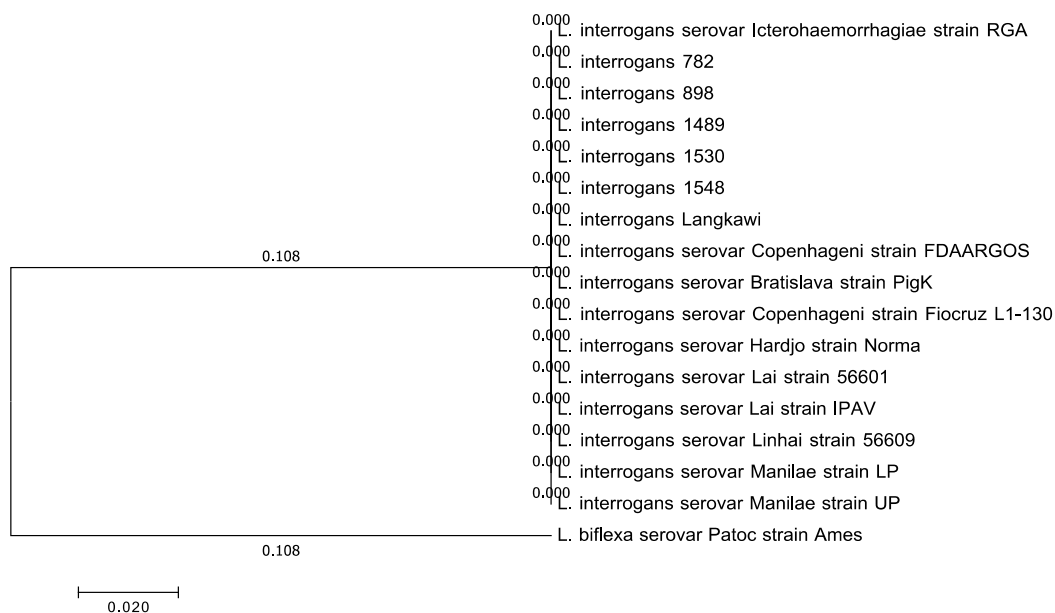 0.000
L. interrogans serovar Icterohaemorrhagiae strain RGA
0.000
L. interrogans 782
0.000
L. interrogans 898
0.000
L. interrogans 1489
0.000
L. interrogans 1530
0.000
L. interrogans 1548
0.000
L. interrogans Langkawi
0.000
L. interrogans serovar Copenhageni strain FDAARGOS
0.108
0.000
L. interrogans serovar Bratislava strain PigK
0.000
L. interrogans serovar Copenhageni strain Fiocruz L1-130
0.000
L. interrogans serovar Hardjo strain Norma
0.000
L. interrogans serovar Lai strain 56601
0.000
L. interrogans serovar Lai strain IPAV
0.000
L. interrogans serovar Linhai strain 56609
0.000
L. interrogans serovar Manilae strain LP
0.000
L. interrogans serovar Manilae strain UP
L. biflexa serovar Patoc strain Ames
0.108
0.020